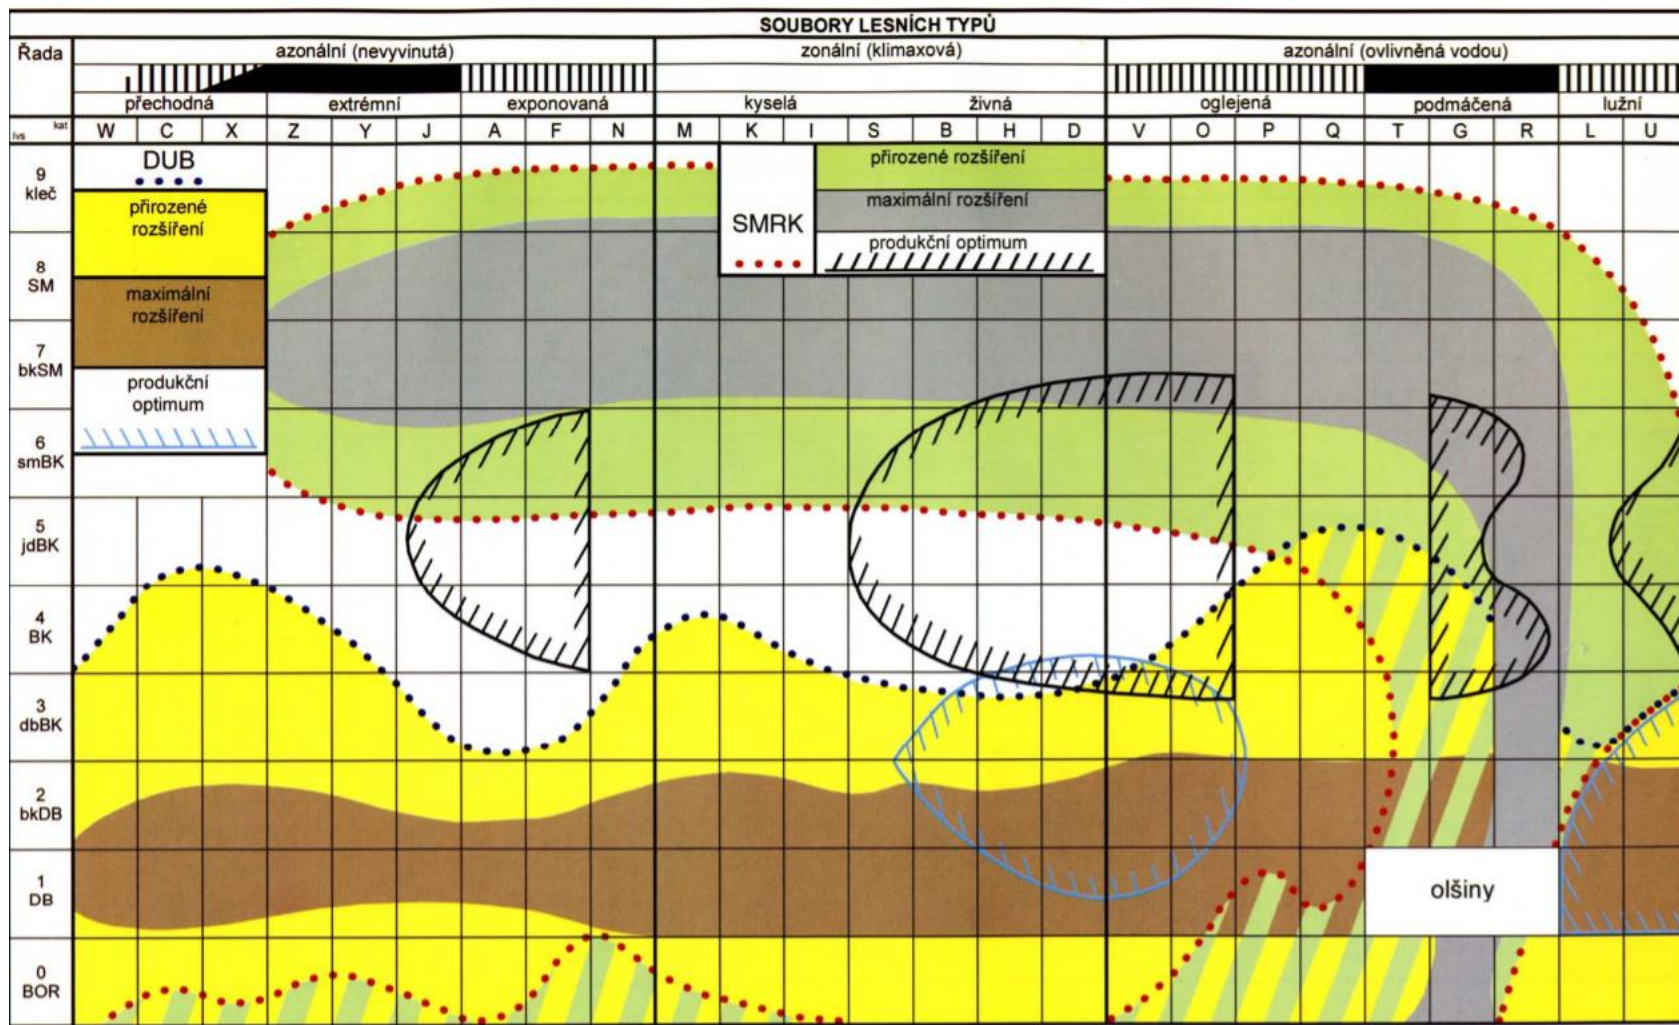 SOUBORY LESNÍCH TYPŮ
Řada
azonální (nevyvinutá)
zonální (klimaxová)
azonální (ovlivněná vodou)
přechodná
extrémní
exponovaná
kyselá
živná
oglejená
podmáčená
lužní
lvs kat
W C X Z Y J A F N M K I S B H D V O P Q T G R L U
9
kleč
DUB
přirozené
rozšíření
maximální
rozšíření
produkční
optimum
SMRK
přirozené rozšíření
maximální rozšíření
produkční optimum
8
SM
7
bkSM
6
smBK
5
jdBK
4
BK
3
dbBK
2
bkDB
1
DB
olšiny
0
BOR